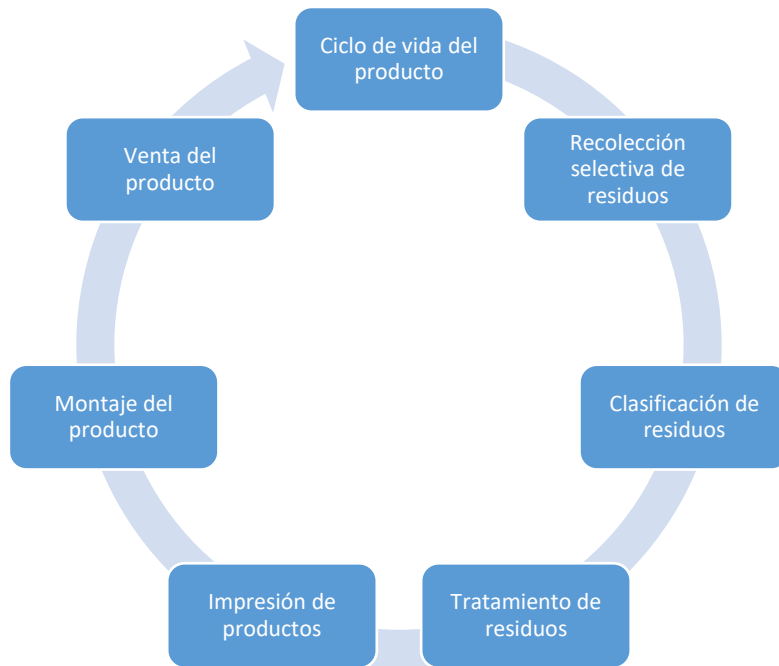 Ciclo de vida del
producto
Recolección
selectiva de
residuos
Clasificación de
residuos
Tratamiento de
residuos
Impresión de
productos
Montaje del
producto
Venta del
producto